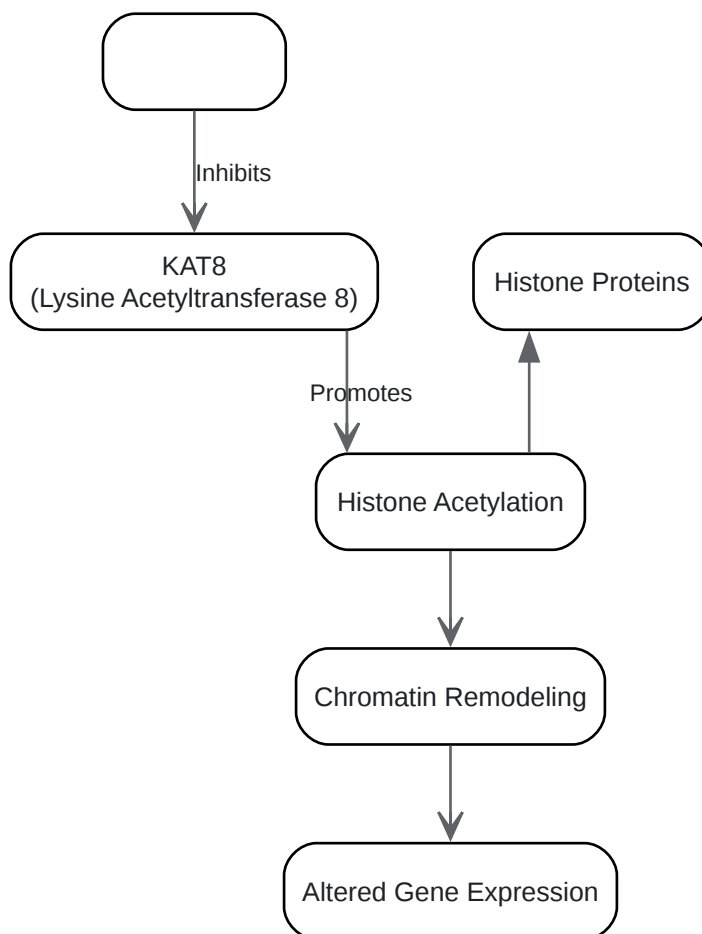 Inhibits
KAT8
(Lysine Acetyltransferase 8)
Histone Proteins
Promotes
Histone Acetylation
Chromatin Remodeling
Altered Gene Expression